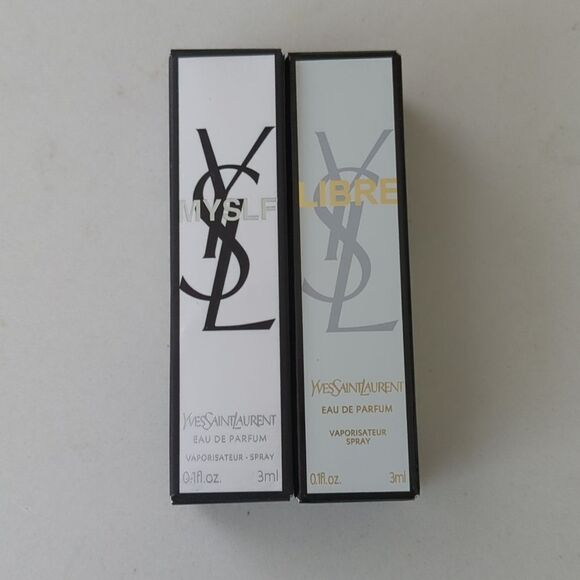 YSL
MYSLF
YVESSAINTLAURENT
EAU DE PARFUM
VAPORISATEUR - SPRAY
0.1fl.oz. 3ml
YSL
LIBRE
YVESSAINTLAURENT
EAU DE PARFUM
VAPORISATEUR
SPRAY
0.1fl.oz. 3ml